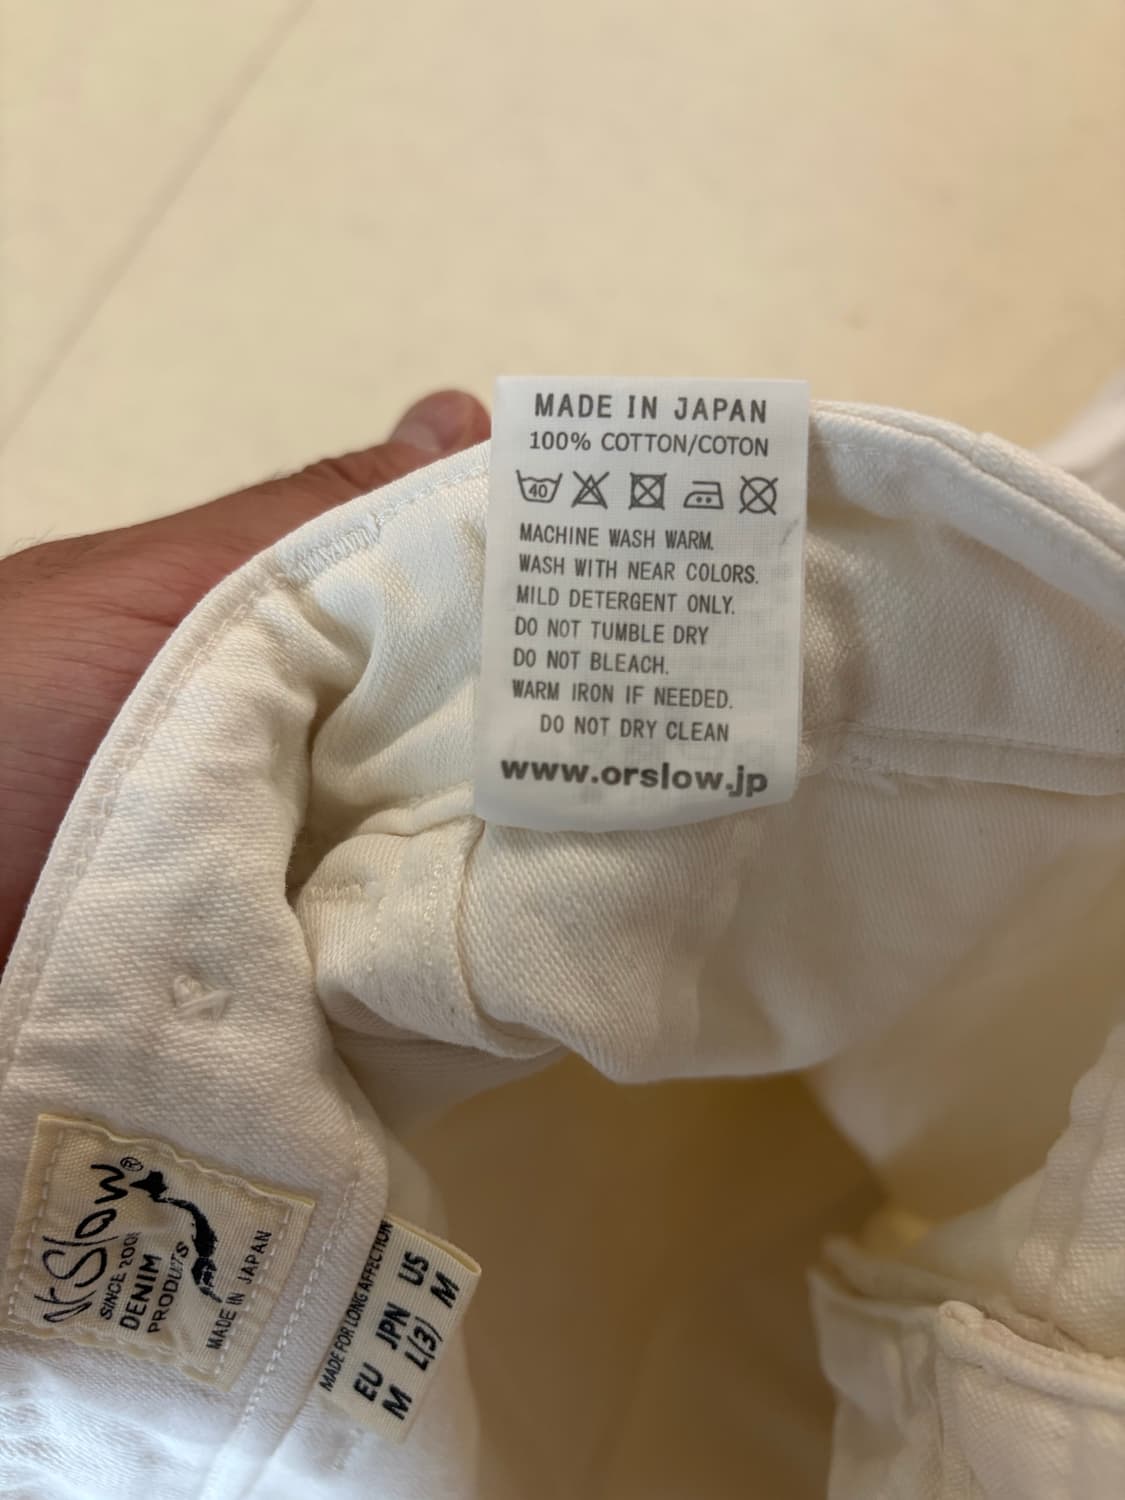 MADE IN JAPAN
100% COTTON/COTON
40
MACHINE WASH WARM.
WASH WITH NEAR COLORS.
MILD DETERGENT ONLY.
DO NOT TUMBLE DRY
DO NOT BLEACH.
WARM IRON IF NEEDED.
DO NOT DRY CLEAN
www.orslow.jp
orSlow®
SINCE 2005
DENIM
PRODUCTS
MADE IN JAPAN
MADE FOR LONG AFFECTION
EU JPN US
M L(3) M